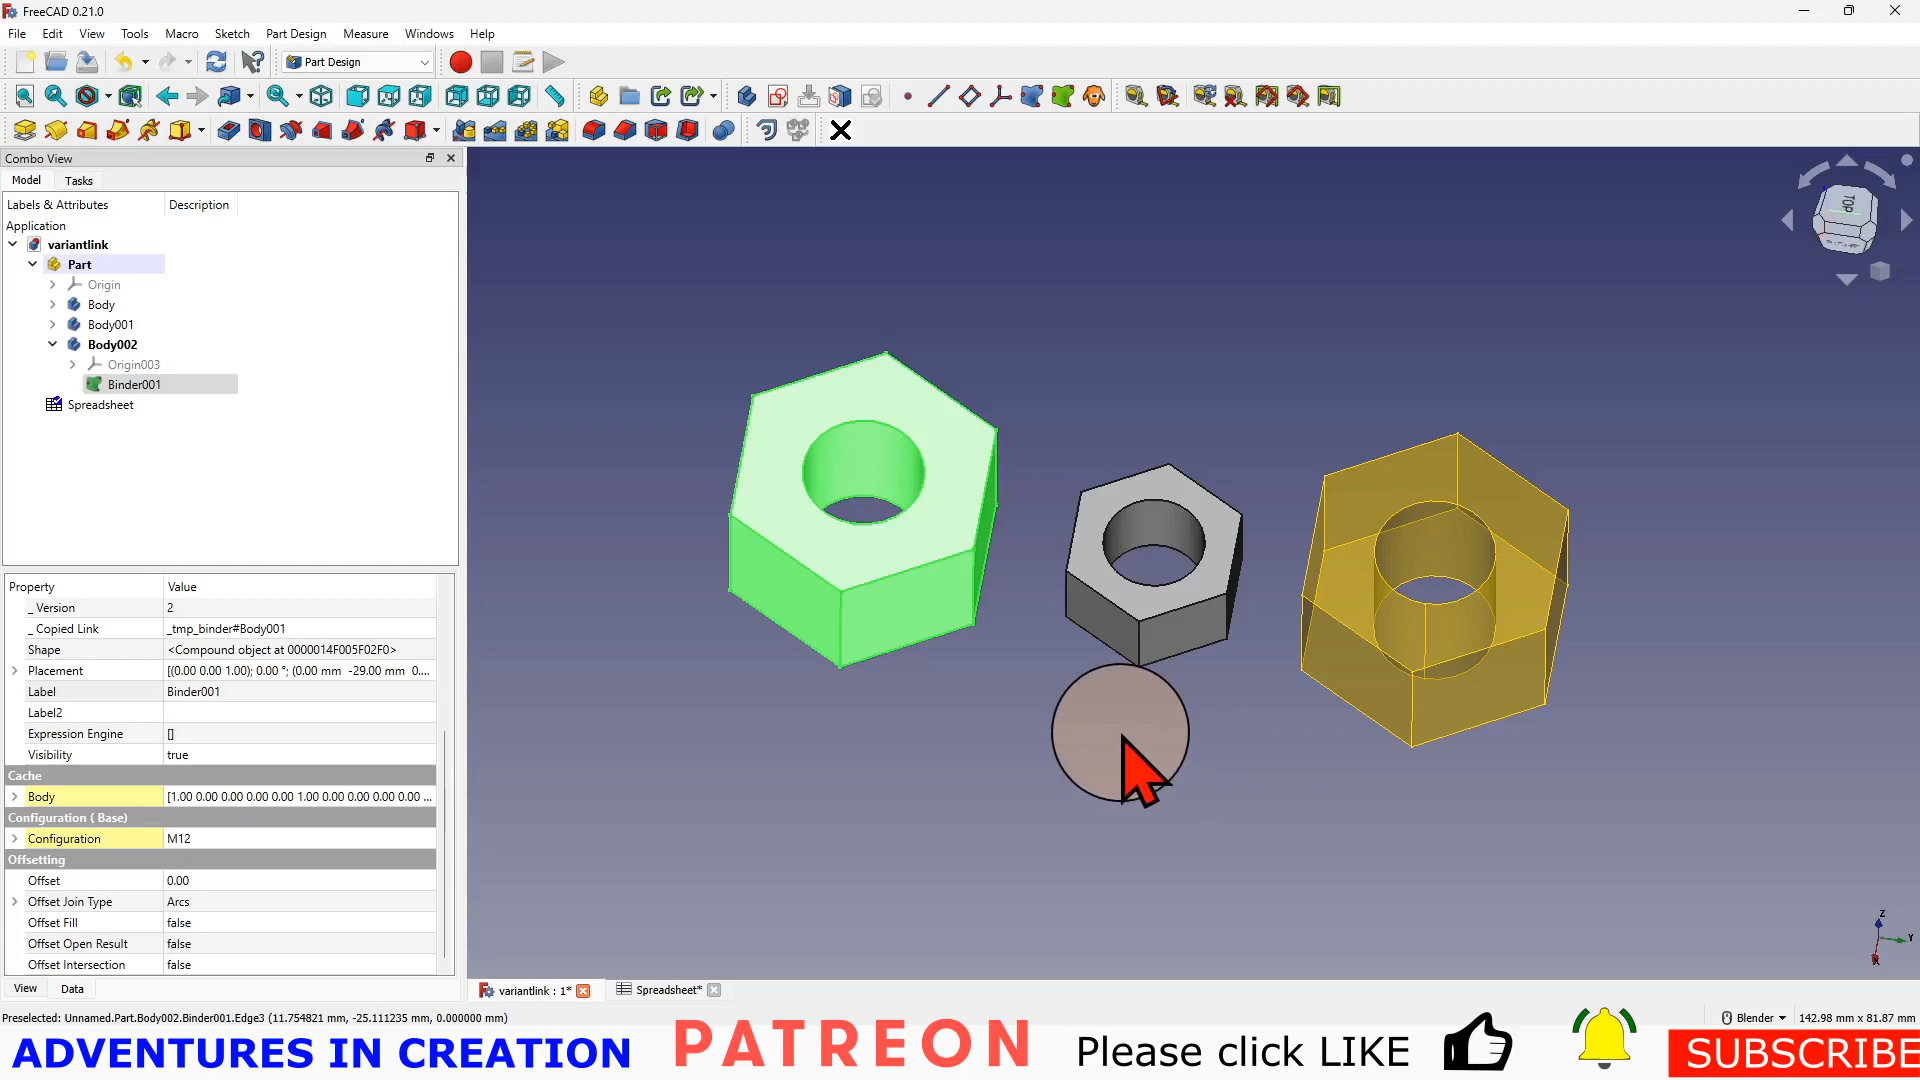 FreeCAD 0.21.0
File Edit View Tools Macro Sketch Part Design Measure Windows Help
Part Design
Combo View
Model Tasks
Labels & Attributes Description
Application
variantlink
Part
Origin
Body
Body001
Body002
Origin003
Binder001
Spreadsheet
TOP
Property Value
_ Version 2
_ Copied Link _tmp_binder#Body001
Shape <Compound object at 0000014F005F02F0>
Placement [(0.00 0.00 1.00); 0.00 °; (0.00 mm -29.00 mm 0....
Label Binder001
Label2
Expression Engine []
Visibility true
Cache
Body [1.00 0.00 0.00 0.00 0.00 1.00 0.00 0.00 0.00 0.00 ...
Configuration ( Base)
Configuration M12
Offsetting
Offset 0.00
Offset Join Type Arcs
Offset Fill false
Offset Open Result false
Offset Intersection false
View Data
variantlink : 1* Spreadsheet*
Z
Y
X
Preselected: Unnamed.Part.Body002.Binder001.Edge3 (11.754821 mm, -25.111235 mm, 0.000000 mm)
Blender 142.98 mm x 81.87 mm
ADVENTURES IN CREATION PATREON Please click LIKE SUBSCRIBE